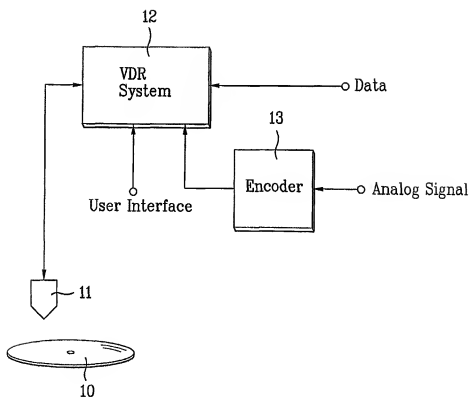 12
VDR
System
Data
13
Encoder
Analog Signal
User Interface
11
10